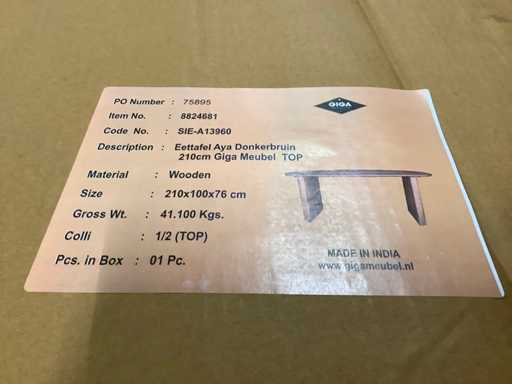 GIGA
PO Number : 75895
Item No. : 8824681
Code No. : SIE-A13960
Description : Eettafel Aya Donkerbruin
210cm Giga Meubel TOP
Material : Wooden
Size : 210x100x76 cm
Gross Wt. : 41.100 Kgs.
Colli : 1/2 (TOP)
Pcs. in Box : 01 Pc.
MADE IN INDIA
www.gigameubel.nl